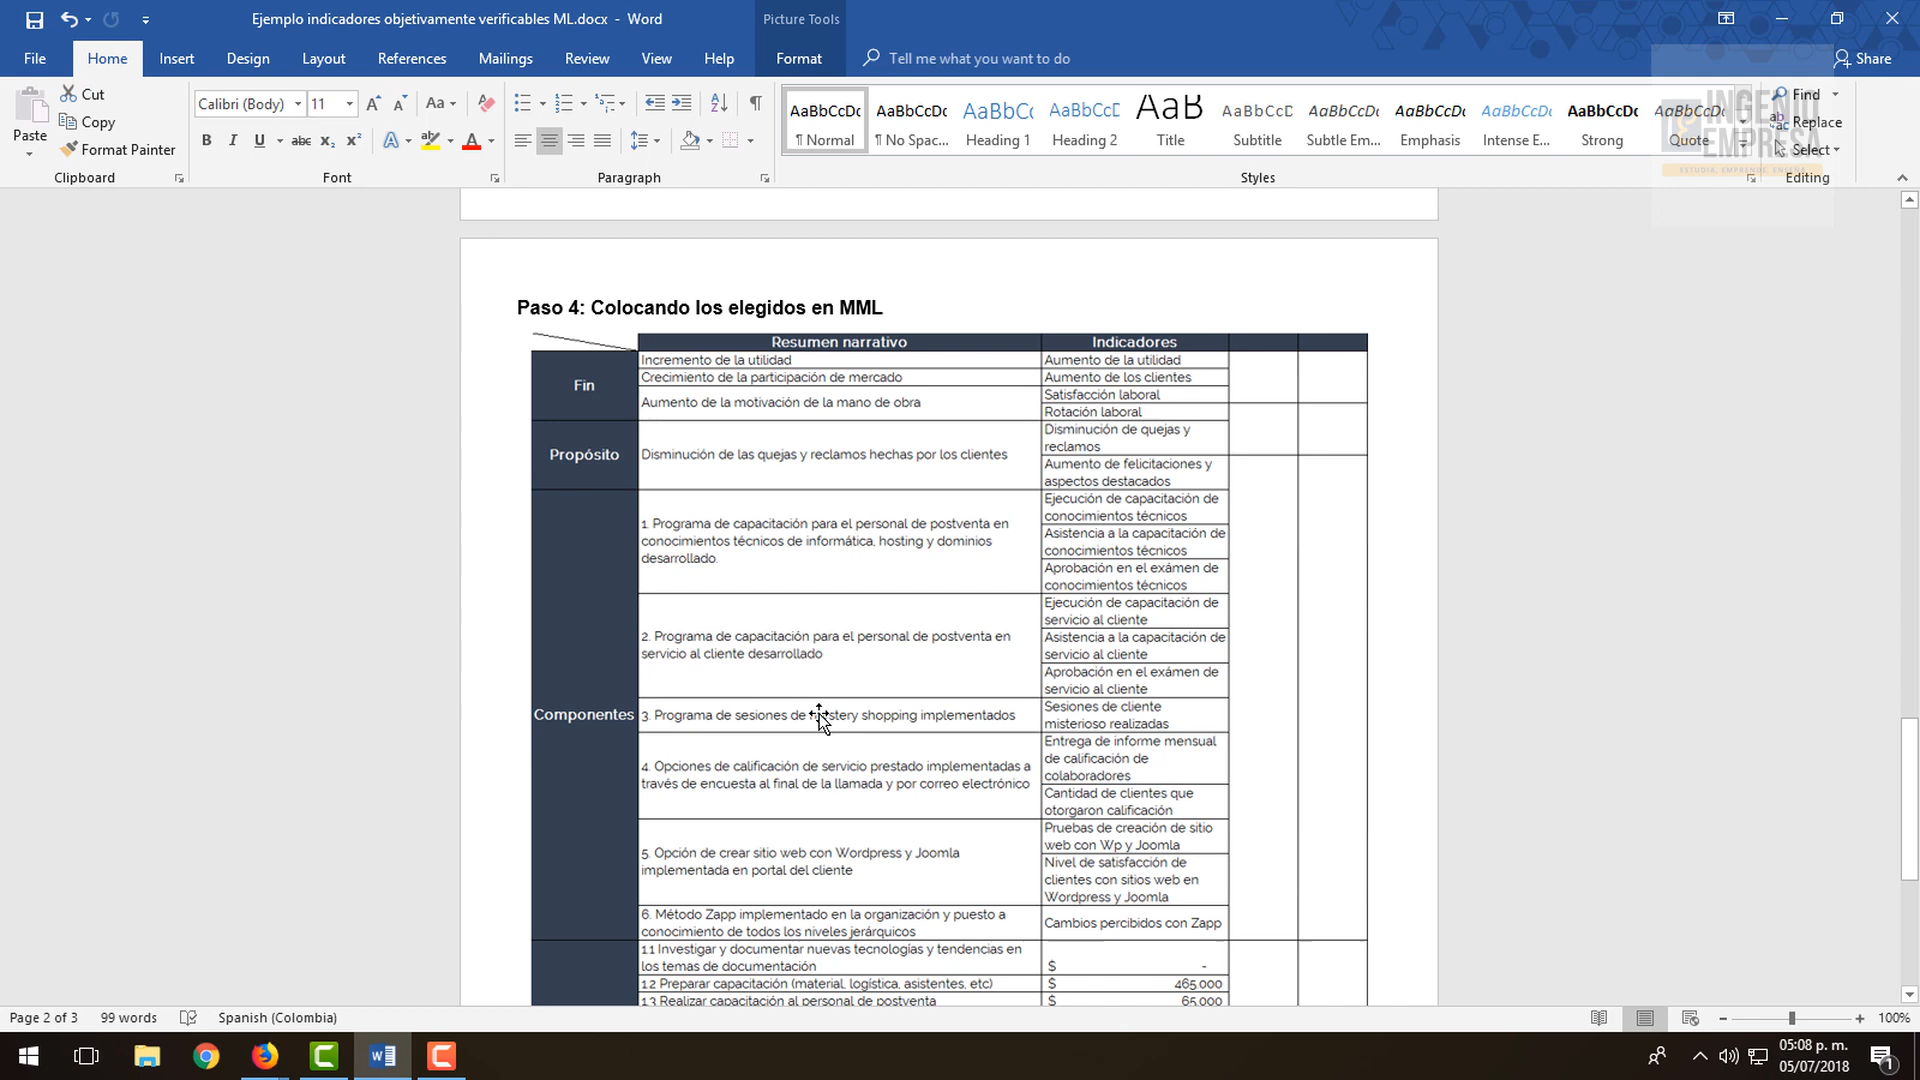 Ejemplo indicadores objetivamente verificables ML.docx - Word
Picture Tools
File
Home
Insert
Design
Layout
References
Mailings
Review
View
Help
Format
Tell me what you want to do
Share
Paste
Cut
Copy
Format Painter
Clipboard
Calibri (Body)
11
Font
Paragraph
AaBbCcDc
¶ Normal
AaBbCcDc
¶ No Spac...
AaBbC
Heading 1
AaBbCcD
Heading 2
AaB
Title
AaBbCcD
Subtitle
AaBbCcDc
Subtle Em...
AaBbCcDc
Emphasis
AaBbCcDc
Intense E...
AaBbCcDc
Strong
AaBbCcDc
Quote
Styles
Find
Replace
Select
Editing
INGENIO
EMPRESA
ESTUDIA, EMPRENDE, ENSEÑA
Paso 4: Colocando los elegidos en MML
Resumen narrativo
Indicadores
Fin
Incremento de la utilidad
Aumento de la utilidad
Crecimiento de la participación de mercado
Aumento de los clientes
Aumento de la motivación de la mano de obra
Satisfacción laboral
Rotación laboral
Propósito
Disminución de las quejas y reclamos hechas por los clientes
Disminución de quejas y
reclamos
Aumento de felicitaciones y
aspectos destacados
Componentes
1. Programa de capacitación para el personal de postventa en
conocimientos técnicos de informática, hosting y dominios
desarrollado.
Ejecución de capacitación de
conocimientos técnicos
Asistencia a la capacitación de
conocimientos técnicos
Aprobación en el exámen de
conocimientos técnicos
2. Programa de capacitación para el personal de postventa en
servicio al cliente desarrollado
Ejecución de capacitación de
servicio al cliente
Asistencia a la capacitación de
servicio al cliente
Aprobación en el exámen de
servicio al cliente
3. Programa de sesiones de mystery shopping implementados
Sesiones de cliente
misterioso realizadas
4. Opciones de calificación de servicio prestado implementadas a
través de encuesta al final de la llamada y por correo electrónico
Entrega de informe mensual
de calificación de
colaboradores
Cantidad de clientes que
otorgaron calificación
5. Opción de crear sitio web con Wordpress y Joomla
implementada en portal del cliente
Pruebas de creación de sitio
web con Wp y Joomla
Nivel de satisfacción de
clientes con sitios web en
Wordpress y Joomla
6. Método Zapp implementado en la organización y puesto a
conocimiento de todos los niveles jerárquicos
Cambios percibidos con Zapp
1.1 Investigar y documentar nuevas tecnologías y tendencias en
los temas de documentación
$ -
1.2 Preparar capacitación (material, logística, asistentes, etc)
$ 465.000
1.3 Realizar capacitación al personal de postventa
65.000
Page 2 of 3
99 words
Spanish (Colombia)
100%
05:08 p. m.
05/07/2018
1